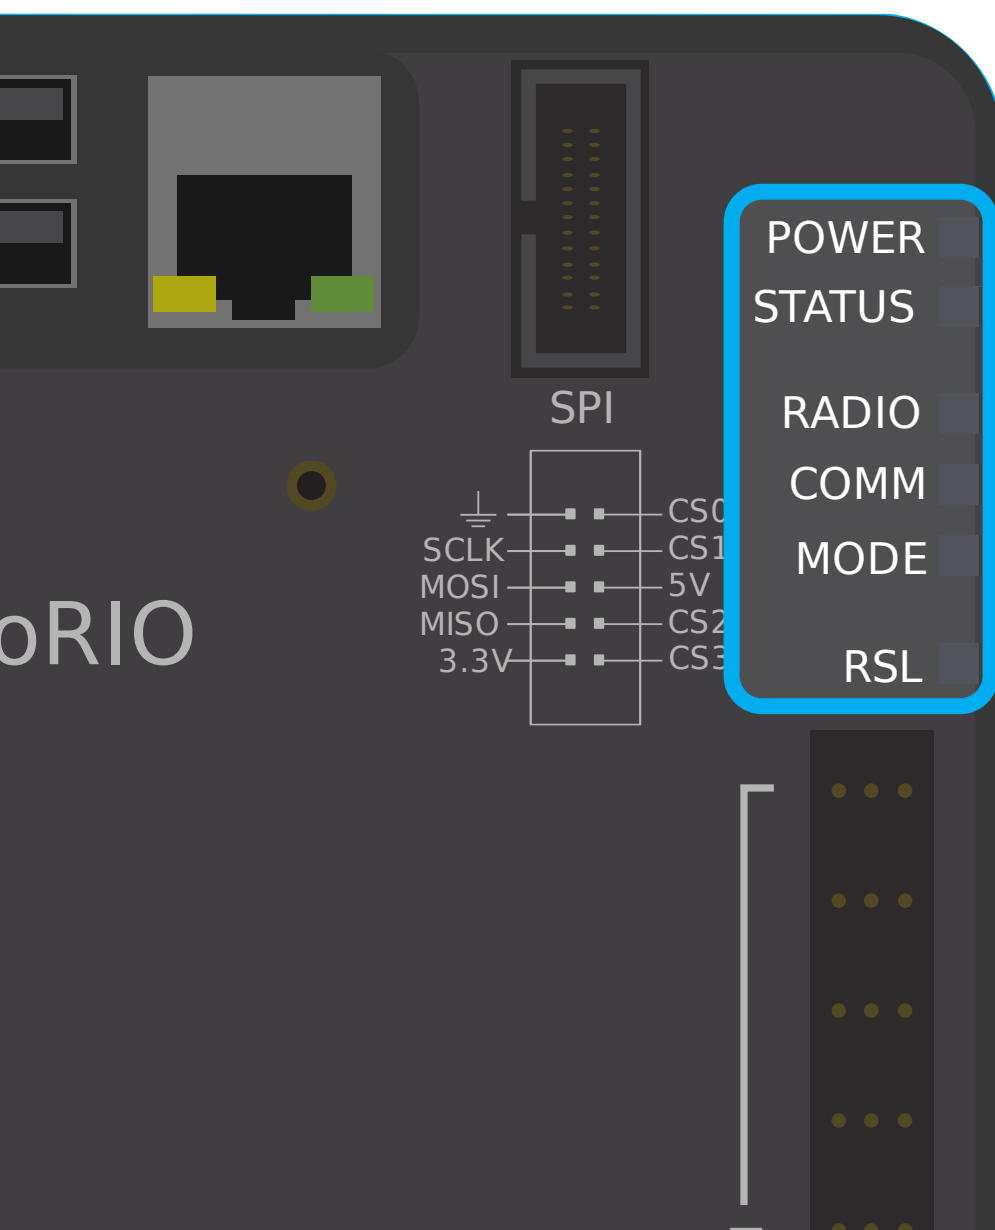 POWER
STATUS
SPI
RADIO
COMM
MODE
RSL
CS0
SCLK
CS1
MOSI
5V
MISO
CS2
3.3V
CS3
oRIO